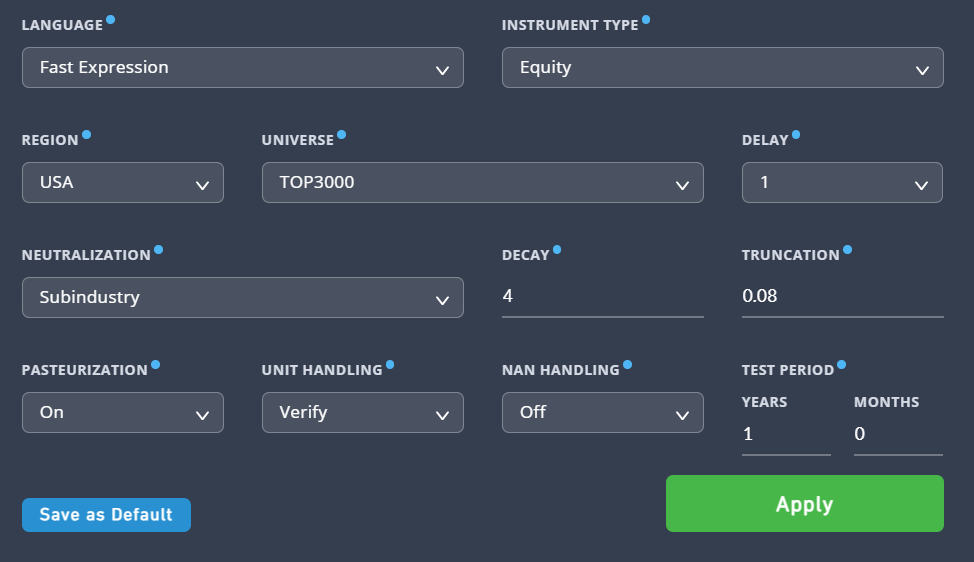 LANGUAGE INSTRUMENT TYPE
Fast Expression Equity
REGION UNIVERSE DELAY
USA TOP3000 1
NEUTRALIZATION DECAY TRUNCATION
Subindustry 4 0.08
PASTEURIZATION UNIT HANDLING NAN HANDLING TEST PERIOD
YEARS MONTHS
On Verify Off 1 0
Save as Default Apply